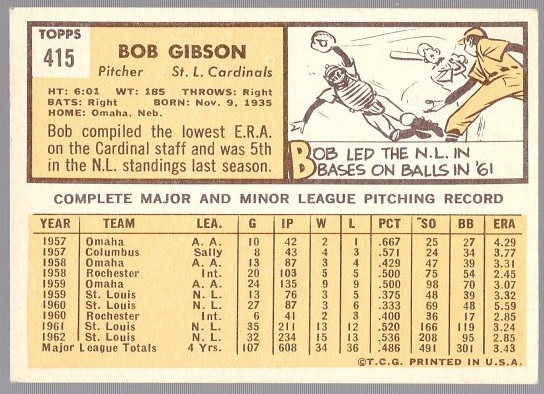 TOPPS
415
BOB GIBSON
Pitcher St. L. Cardinals
HT: 6:01 WT: 185 THROWS: Right
BATS: Right BORN: Nov. 9, 1935
HOME: Omaha, Neb.
Bob compiled the lowest E.R.A.
on the Cardinal staff and was 5th
in the N.L. standings last season.
BOB LED THE N.L. IN
BASES ON BALLS IN '61
COMPLETE MAJOR AND MINOR LEAGUE PITCHING RECORD
YEAR TEAM LEA. G IP W L PCT SO BB ERA
1957 Omaha A. A. 10 42 2 1 .667 25 27 4.29
1957 Columbus Sally 8 43 4 3 .571 24 34 3.77
1958 Omaha A. A. 13 87 3 4 .429 47 39 3.31
1958 Rochester Int. 20 103 5 5 .500 75 54 2.45
1959 Omaha A. A. 24 135 9 9 .500 98 70 3.07
1959 St. Louis N. L. 13 76 3 5 .375 48 39 3.32
1960 St. Louis N. L. 27 87 3 6 .333 69 48 5.59
1960 Rochester Int. 6 41 2 3 .400 36 17 2.85
1961 St. Louis N. L. 35 211 13 12 .520 166 119 3.24
1962 St. Louis N. L. 32 234 15 13 .536 208 95 2.85
Major League Totals 4 Yrs. 107 608 34 36 .486 491 301 3.43
©T.C.G. PRINTED IN U.S.A.